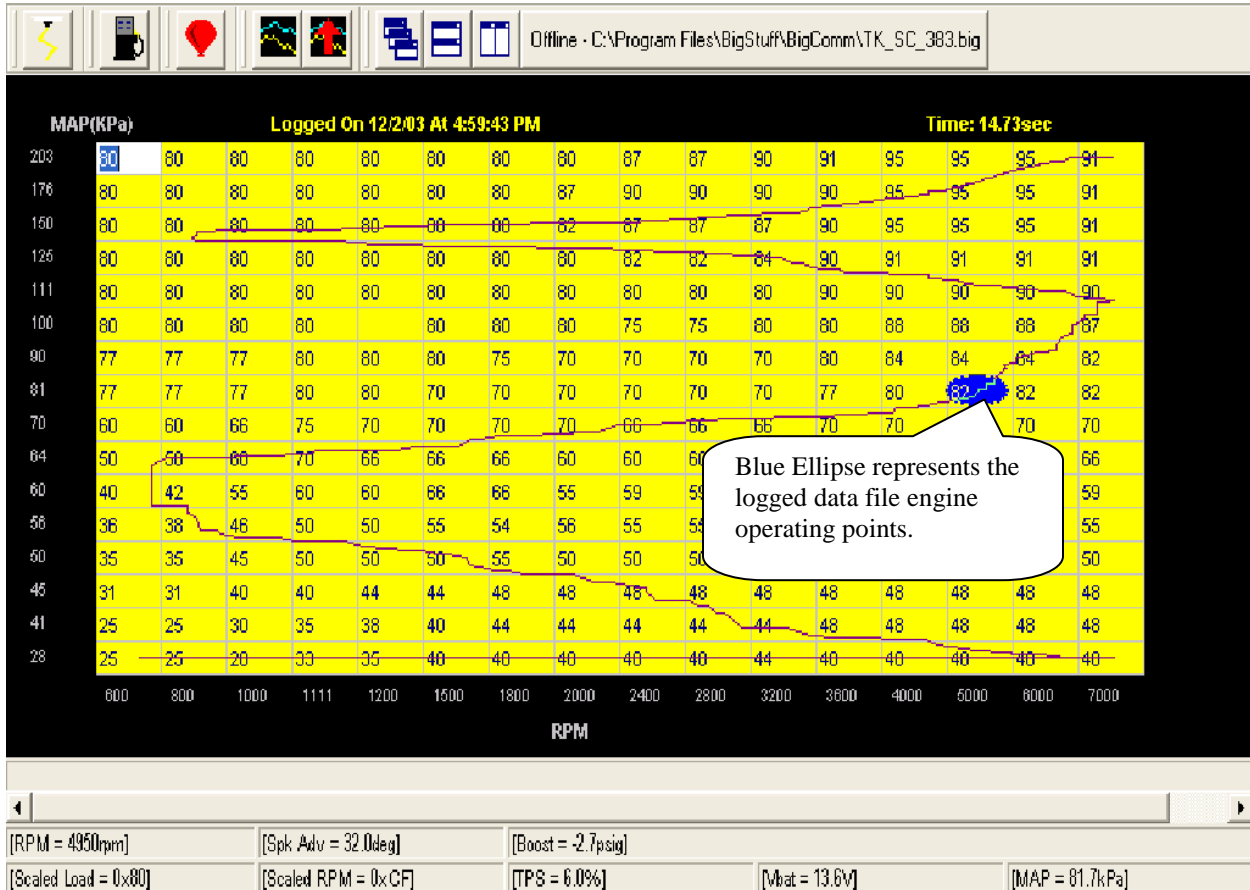 Offline - C:\Program Files\BigStuff\BigComm\TK_SC_383.big
MAP(KPa) Logged On 12/2/03 At 4:59:43 PM Time: 14.73sec
203 80 80 80 80 80 80 80 80 87 87 90 91 95 95 95 91
176 80 80 80 80 80 80 80 87 90 90 90 90 95 95 95 91
150 80 80 80 80 80 80 80 82 87 87 87 90 95 95 95 91
125 80 80 80 80 80 80 80 80 82 82 84 90 91 91 91 91
111 80 80 80 80 80 80 80 80 80 80 80 90 90 90 90 90
100 80 80 80 80 80 80 80 75 75 80 80 88 88 88 87
90 77 77 77 80 80 80 75 70 70 70 70 80 84 84 84 82
81 77 77 77 80 80 70 70 70 70 70 70 77 80 82 82 82
70 60 60 66 75 70 70 70 70 66 66 66 70 70 70 70
64 50 50 60 70 66 66 66 60 60 60 66
60 40 42 55 60 60 66 66 55 59 59 59
56 36 38 46 50 50 55 54 56 55 55 55
50 35 35 45 50 50 50 55 50 50 50 50
45 31 31 40 40 44 44 48 48 48 48 48 48 48 48 48 48
41 25 25 30 35 38 40 44 44 44 44 44 48 48 48 48 48
28 25 25 28 33 35 40 40 40 40 40 44 40 40 40 40 40
Blue Ellipse represents the
logged data file engine
operating points.
600 800 1000 1111 1200 1500 1800 2000 2400 2800 3200 3600 4000 5000 6000 7000
RPM
[RPM = 4950rpm] [Spk Adv = 32.0deg] [Boost = -2.7psig]
[Scaled Load = 0x80] [Scaled RPM = 0xCF] [TPS = 6.0%] [Vbat = 13.6V] [MAP = 81.7kPa]